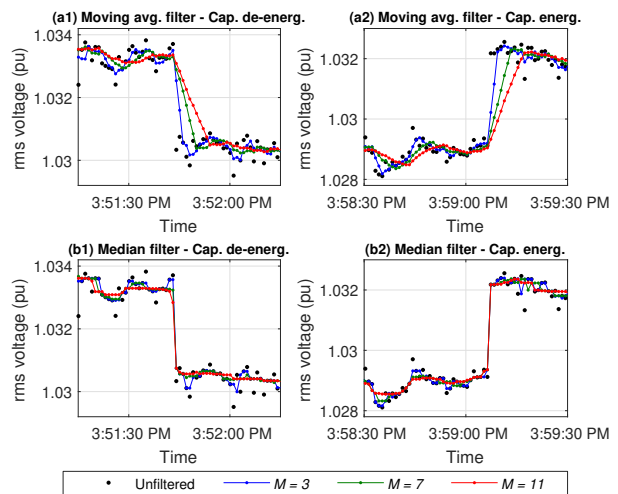 (a1) Moving avg. filter - Cap. de-energ.
(a2) Moving avg. filter - Cap. energ.
1.034
1.032
1.03
rms voltage (pu)
3:51:30 PM
3:52:00 PM
Time
1.032
1.03
1.028
rms voltage (pu)
3:58:30 PM
3:59:00 PM
3:59:30 PM
Time
(b1) Median filter - Cap. de-energ.
(b2) Median filter - Cap. energ.
1.034
1.032
1.03
rms voltage (pu)
3:51:30 PM
3:52:00 PM
Time
1.032
1.03
1.028
rms voltage (pu)
3:58:30 PM
3:59:00 PM
3:59:30 PM
Time
Unfiltered
M = 3
M = 7
M = 11